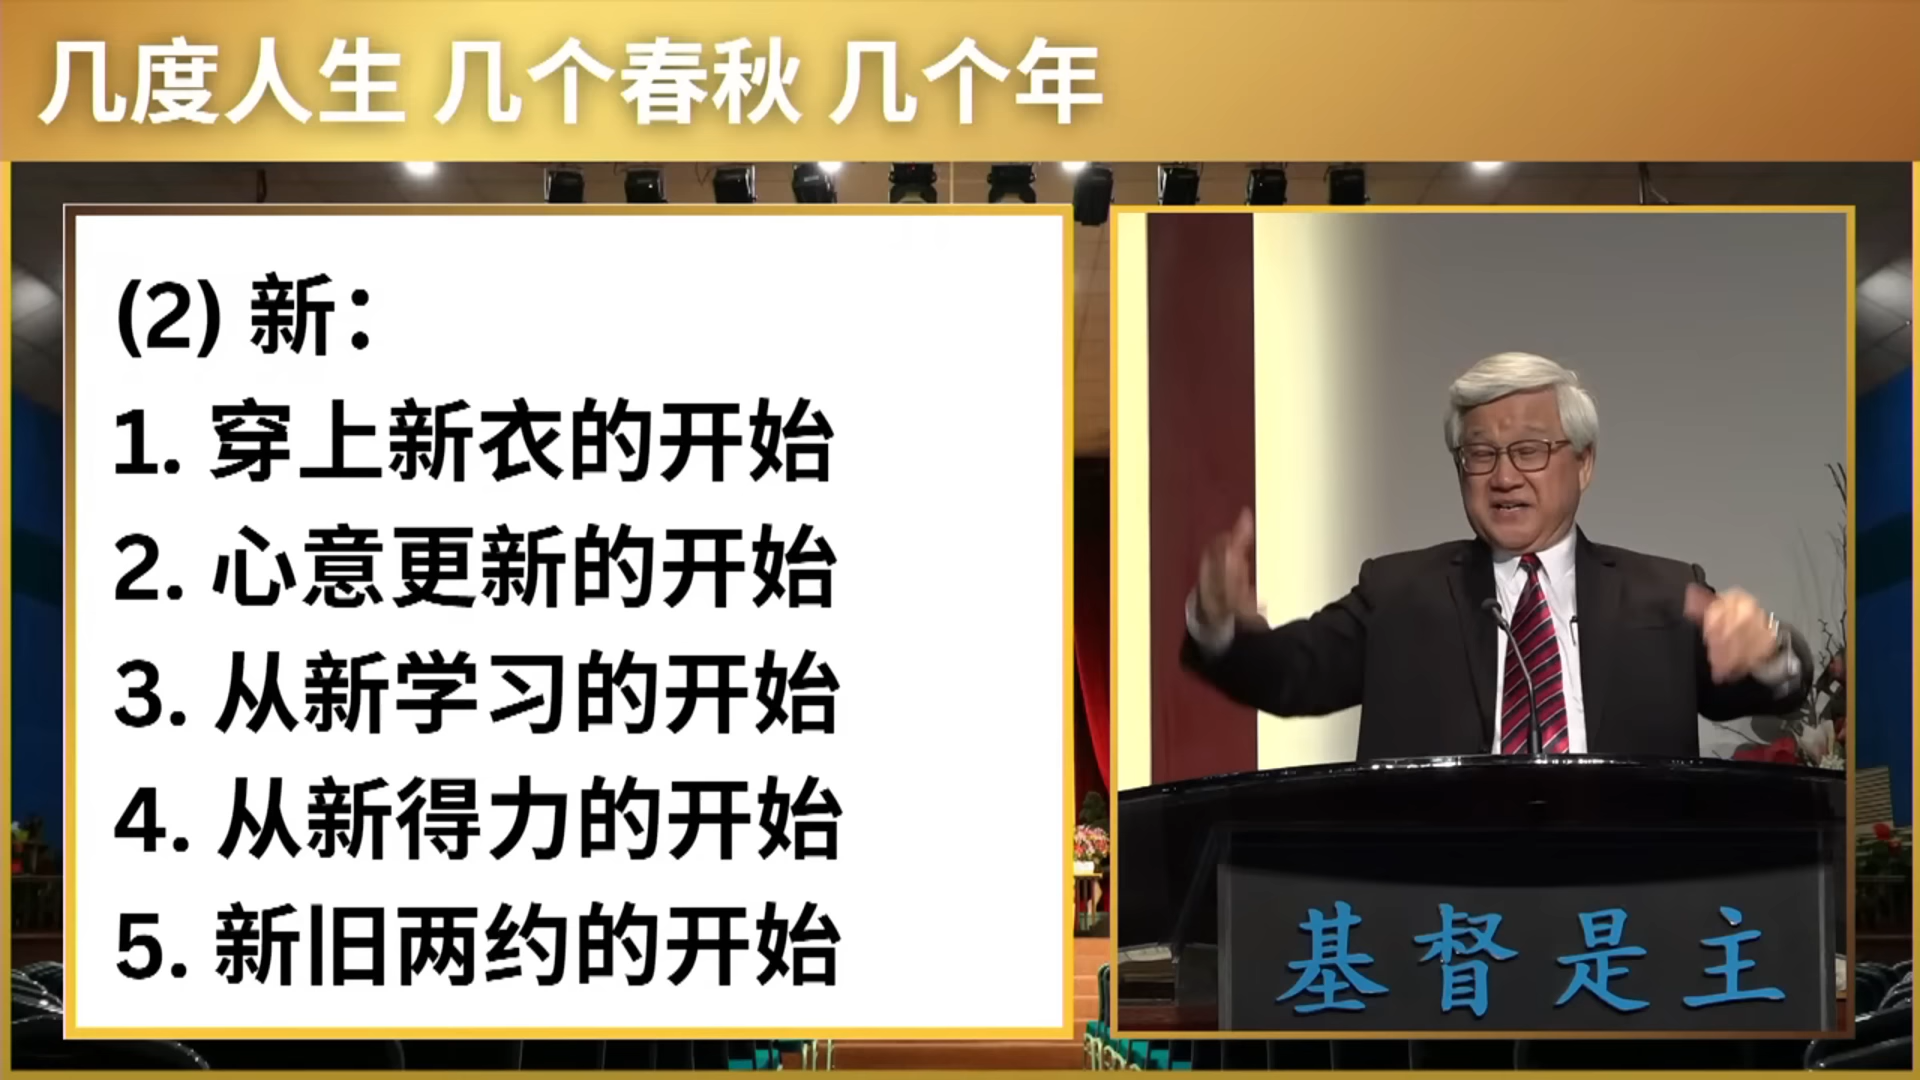 几度人生 几个春秋 几个年
(2) 新：
1. 穿上新衣的开始
2. 心意更新的开始
3. 从新学习的开始
4. 从新得力的开始
5. 新旧两约的开始
基督是主